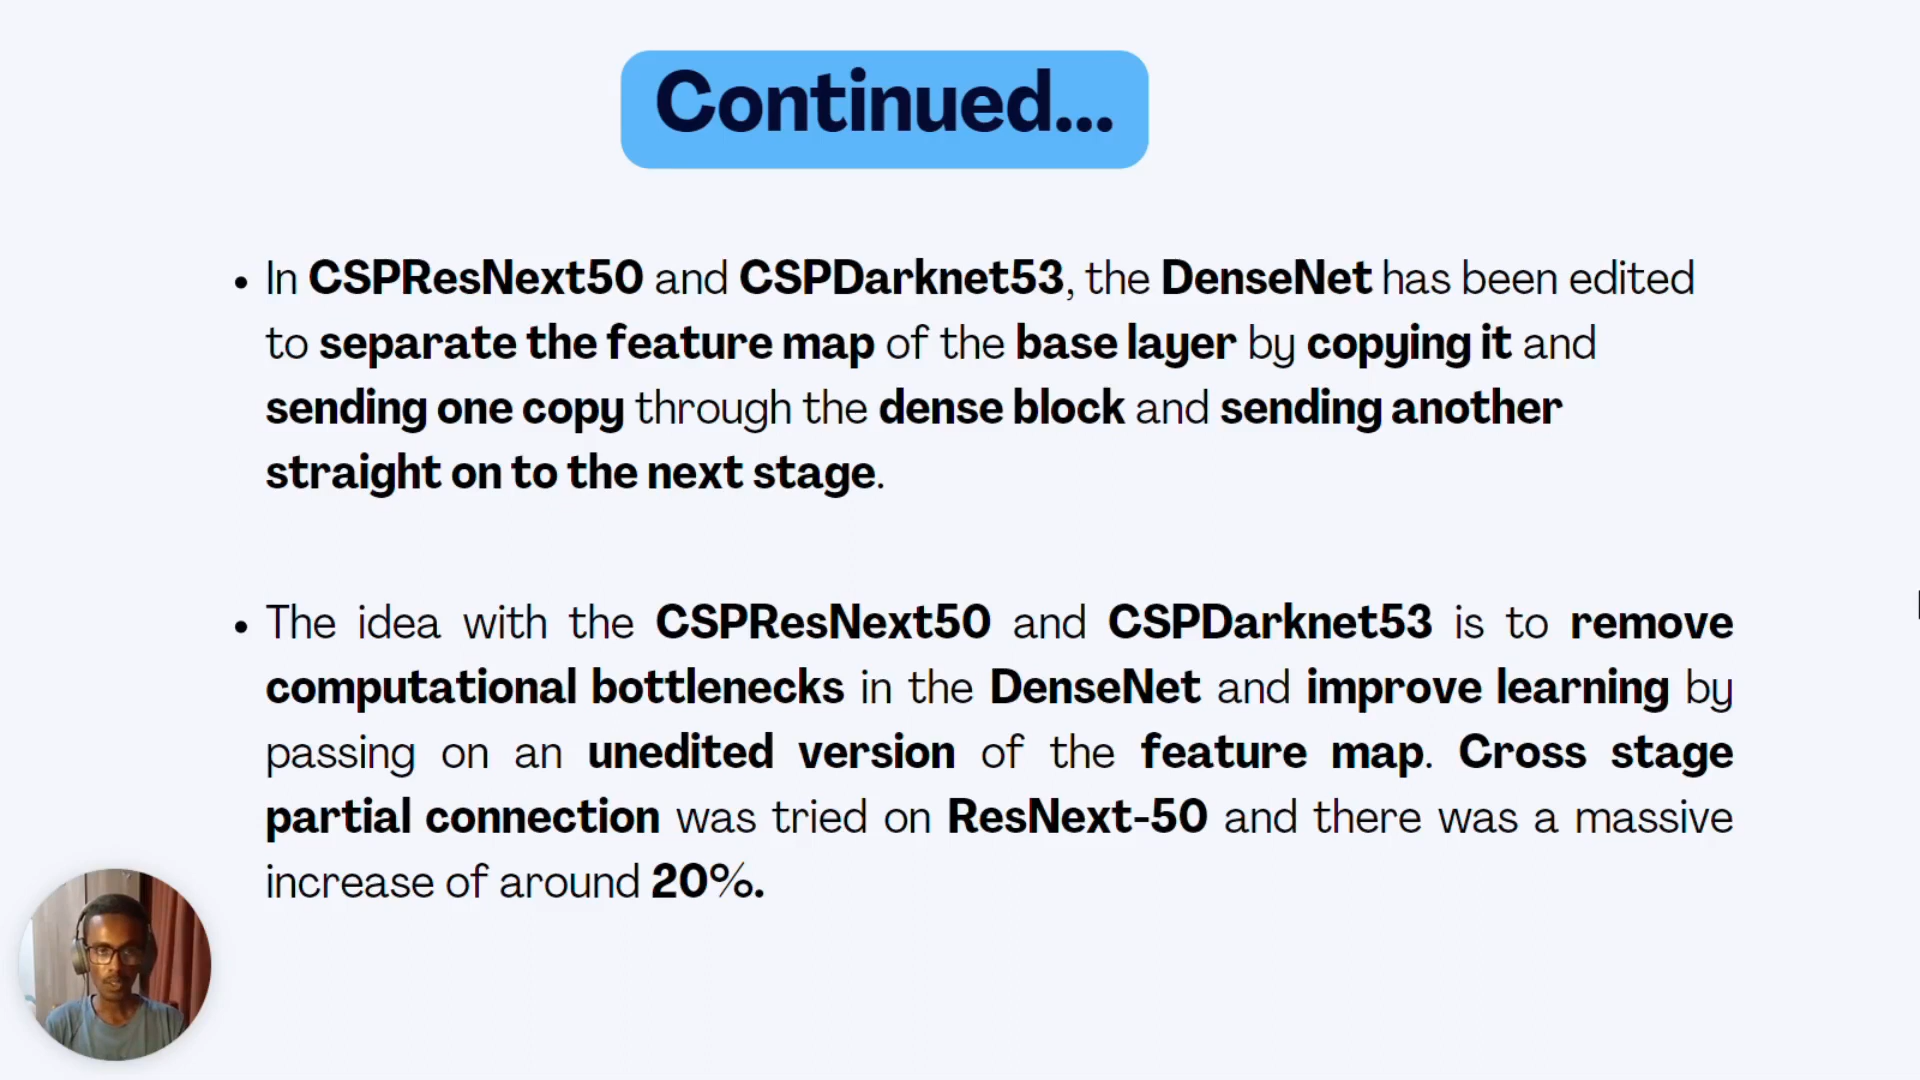 Continued...
• In CSPResNext50 and CSPDarknet53, the DenseNet has been edited
to separate the feature map of the base layer by copying it and
sending one copy through the dense block and sending another
straight on to the next stage.
• The idea with the CSPResNext50 and CSPDarknet53 is to remove
computational bottlenecks in the DenseNet and improve learning by
passing on an unedited version of the feature map. Cross stage
partial connection was tried on ResNext-50 and there was a massive
increase of around 20%.